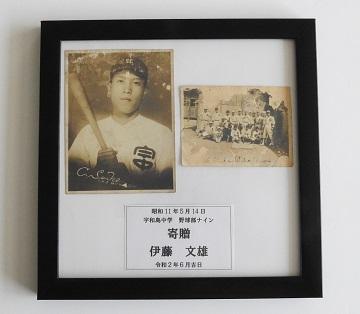 宇
昭和11年5月14日
宇和島中学 野球部ナイン
寄贈
伊藤 文雄
令和2年6月吉日